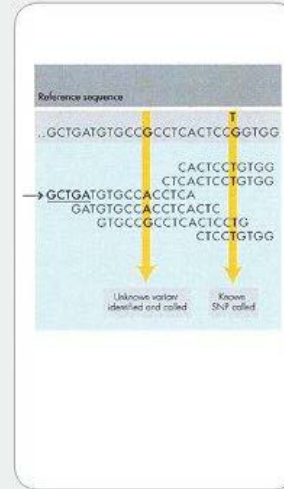 Reference sequence
T
..GCTGATGTGCCGCCTCACTCCGGTGG
CACTCCTGTGG
CTCACTCCTGTGG
GCTGATGTGCCACCTCA
GATGTGCCACCTCACTC
GTGCCGCCTCACTCCTG
CTCCTGTGG
Unknown variant
identified and called
Known
SNP called